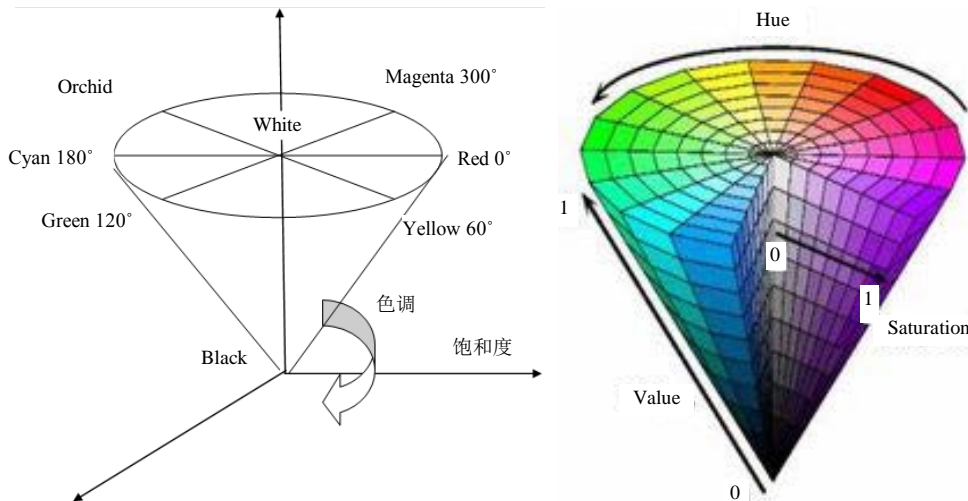 Orchid
Magenta 300°
White
Cyan 180°
Red 0°
Green 120°
Yellow 60°
色调
Black
饱和度
Hue
1
0
1
Saturation
Value
0